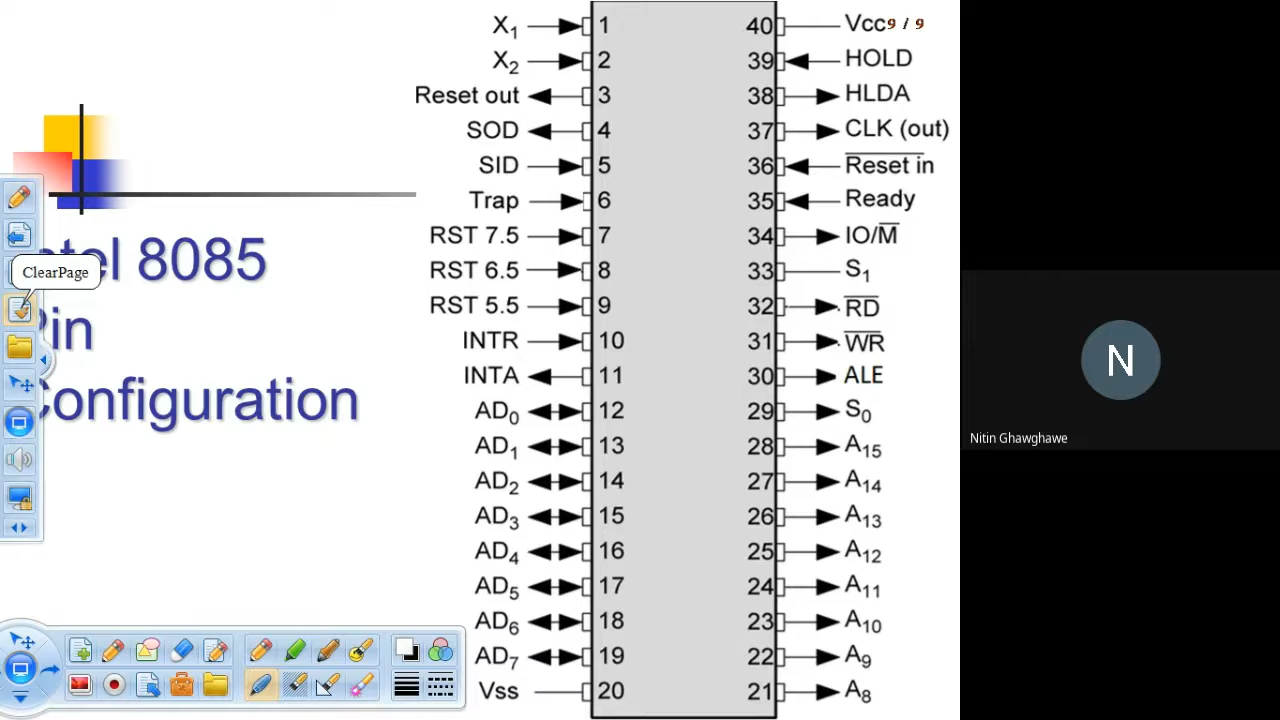 X1 1 40 Vcc 9 / 9
X2 2 39 HOLD
Reset out 3 38 HLDA
SOD 4 37 CLK (out)
SID 5 36 Reset in
Trap 6 35 Ready
RST 7.5 7 34 IO/M
RST 6.5 8 33 S1
RST 5.5 9 32 RD
INTR 10 31 WR
INTA 11 30 ALE
AD0 12 29 S0
AD1 13 28 A15
AD2 14 27 A14
AD3 15 26 A13
AD4 16 25 A12
AD5 17 24 A11
AD6 18 23 A10
AD7 19 22 A9
Vss 20 21 A8
8085
ClearPage
Pin
Configuration
N
Nitin Ghawghawe